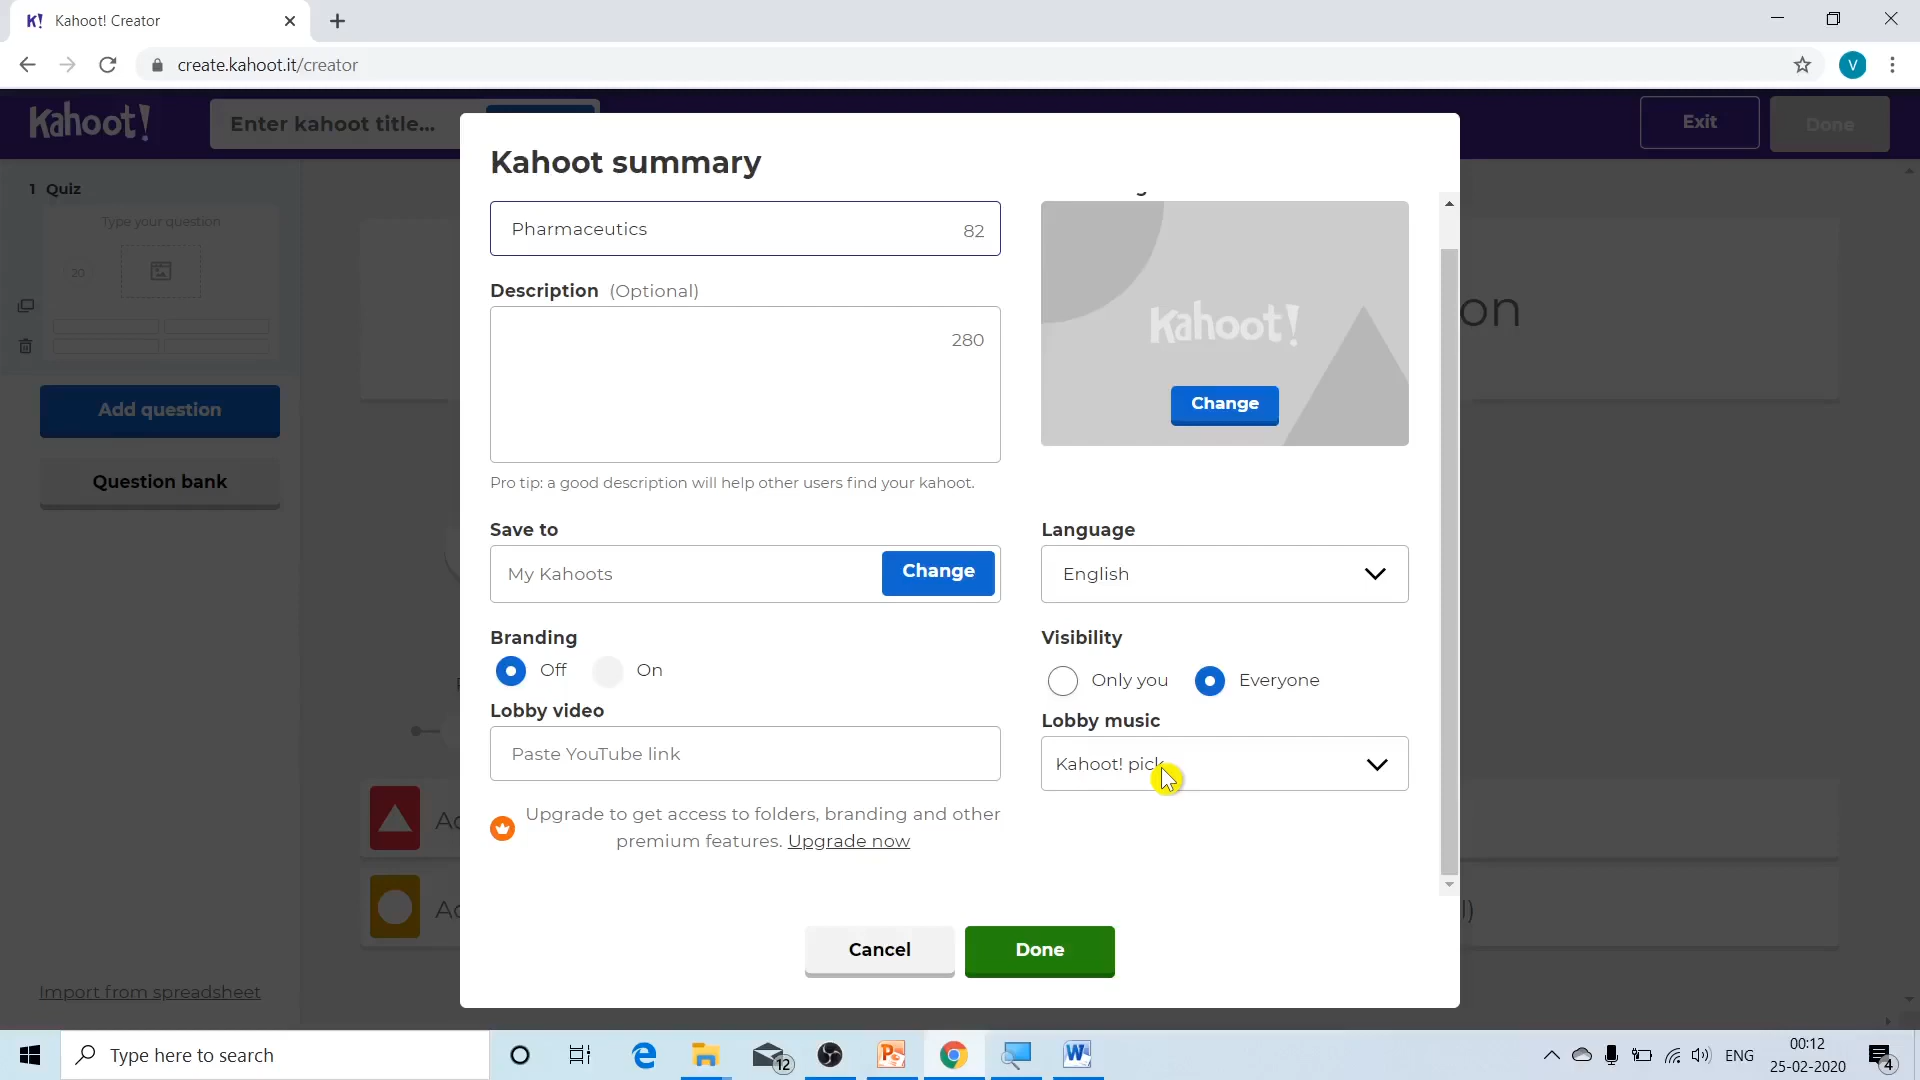 Kahoot! Creator
create.kahoot.it/creator
Kahoot!
Enter kahoot title...
Exit
Done
1 Quiz
Type your question
20
Add question
Question bank
Import from spreadsheet
Kahoot summary
Pharmaceutics
82
Description (Optional)
280
Pro tip: a good description will help other users find your kahoot.
Kahoot!
Change
Save to
My Kahoots
Change
Language
English
Branding
Off
On
Visibility
Only you
Everyone
Lobby video
Paste YouTube link
Lobby music
Kahoot! pick
Upgrade to get access to folders, branding and other
premium features. Upgrade now
Cancel
Done
Type here to search
12
ENG
00:12
25-02-2020
4